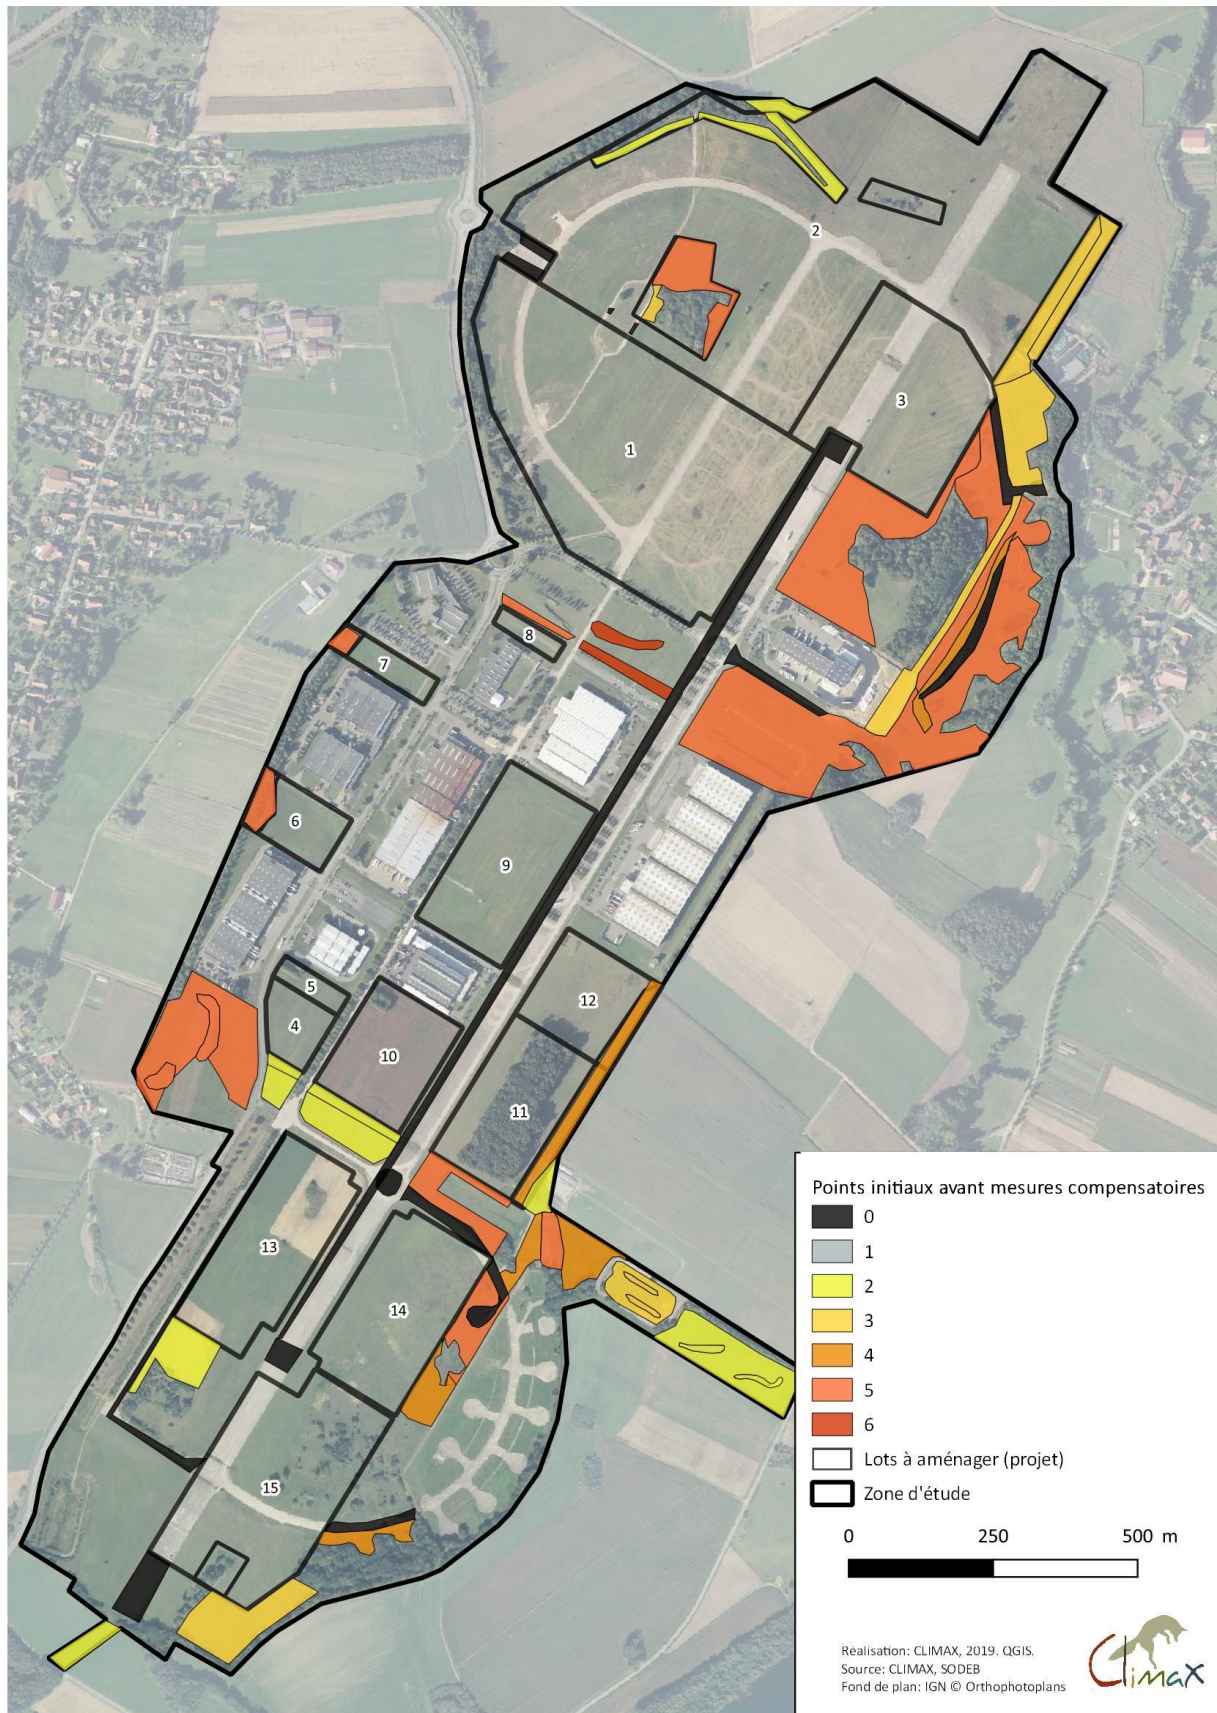 2
3
1
8
7
6
9
5
4
12
10
11
13
14
15
Points initiaux avant mesures compensatoires
0
1
2
3
4
5
6
Lots à aménager (projet)
Zone d'étude
0 250 500 m
Réalisation: CLIMAX, 2019. QGIS.
Source: CLIMAX, SODEB
Fond de plan: IGN © Orthophotoplans
ClimaX